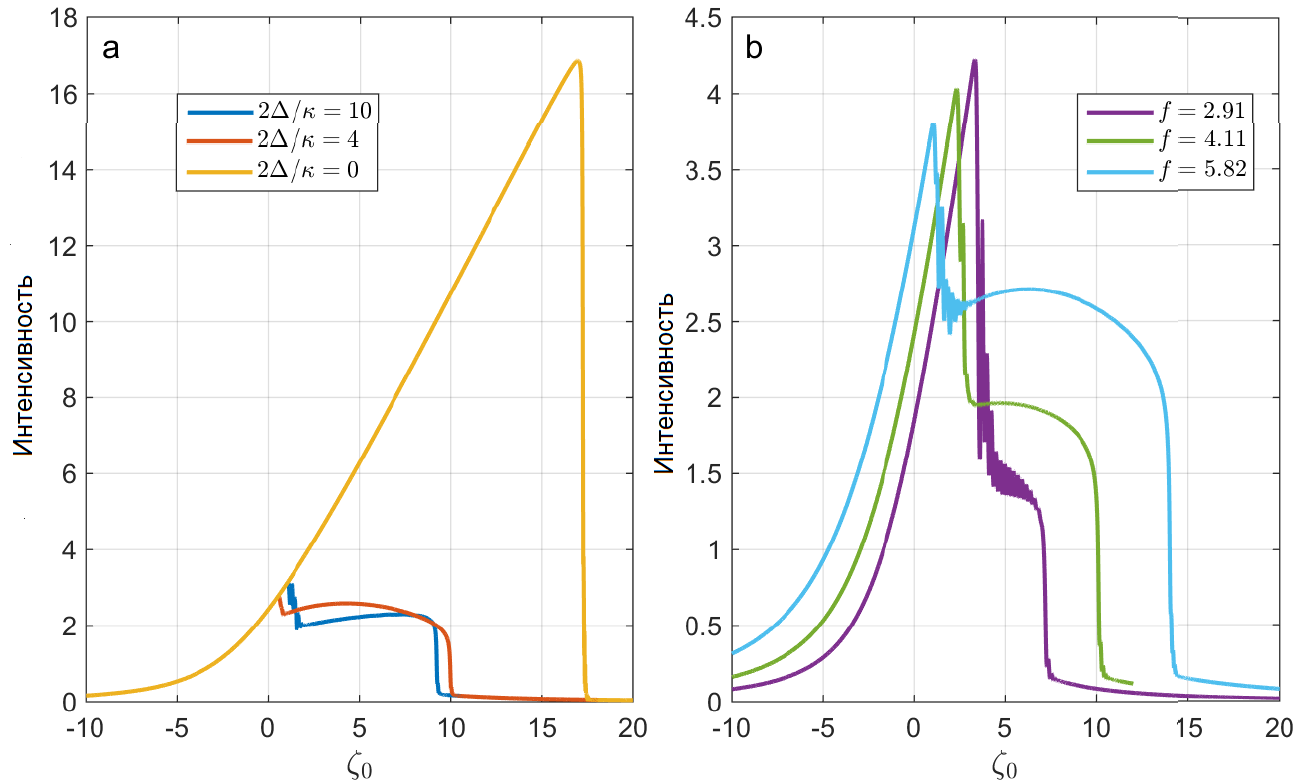 a
18
16
14
12
10
8
6
4
2
0
Интенсивность
2Δ/κ = 10
2Δ/κ = 4
2Δ/κ = 0
-10 -5 0 5 10 15 20
ζ₀
b
4.5
4
3.5
3
2.5
2
1.5
1
0.5
0
Интенсивность
f = 2.91
f = 4.11
f = 5.82
-10 -5 0 5 10 15 20
ζ₀